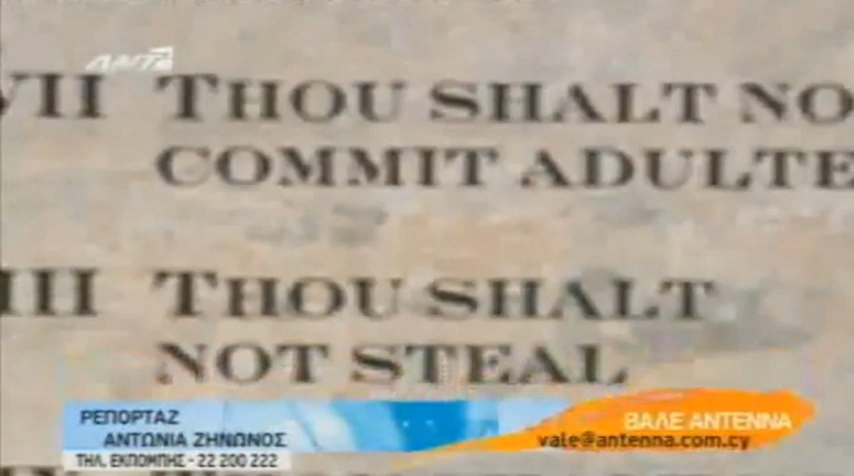 ANT1
VII THOU SHALT NO
COMMIT ADULTE
III THOU SHALT
NOT STEAL
ΡΕΠΟΡΤΑΖ
ΑΝΤΩΝΙΑ ΖΗΝΩΝΟΣ
ΤΗΛ. ΕΚΠΟΜΠΗΣ - 22 200 222
ΒΑΛΕ ΑΝΤΕΝΝΑ
vale@antenna.com.cy